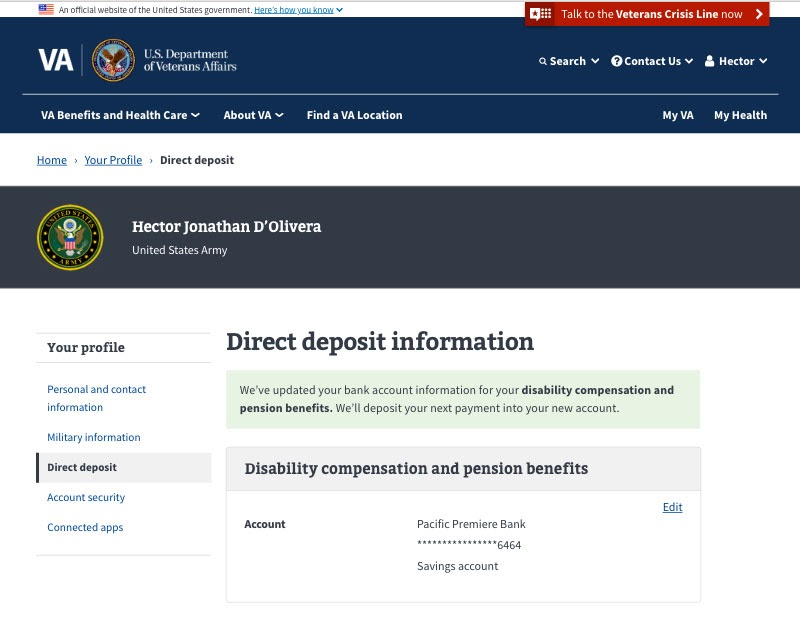 An official website of the United States government. Here's how you know
Talk to the Veterans Crisis Line now
VA
U.S. Department
of Veterans Affairs
Search
Contact Us
Hector
VA Benefits and Health Care
About VA
Find a VA Location
My VA
My Health
Home › Your Profile › Direct deposit
UNITED STATES
ARMY
Hector Jonathan D’Olivera
United States Army
Your profile
Personal and contact
information
Military information
Direct deposit
Account security
Connected apps
Direct deposit information
We’ve updated your bank account information for your disability compensation and
pension benefits. We’ll deposit your next payment into your new account.
Disability compensation and pension benefits
Edit
Account
Pacific Premiere Bank
****************6464
Savings account